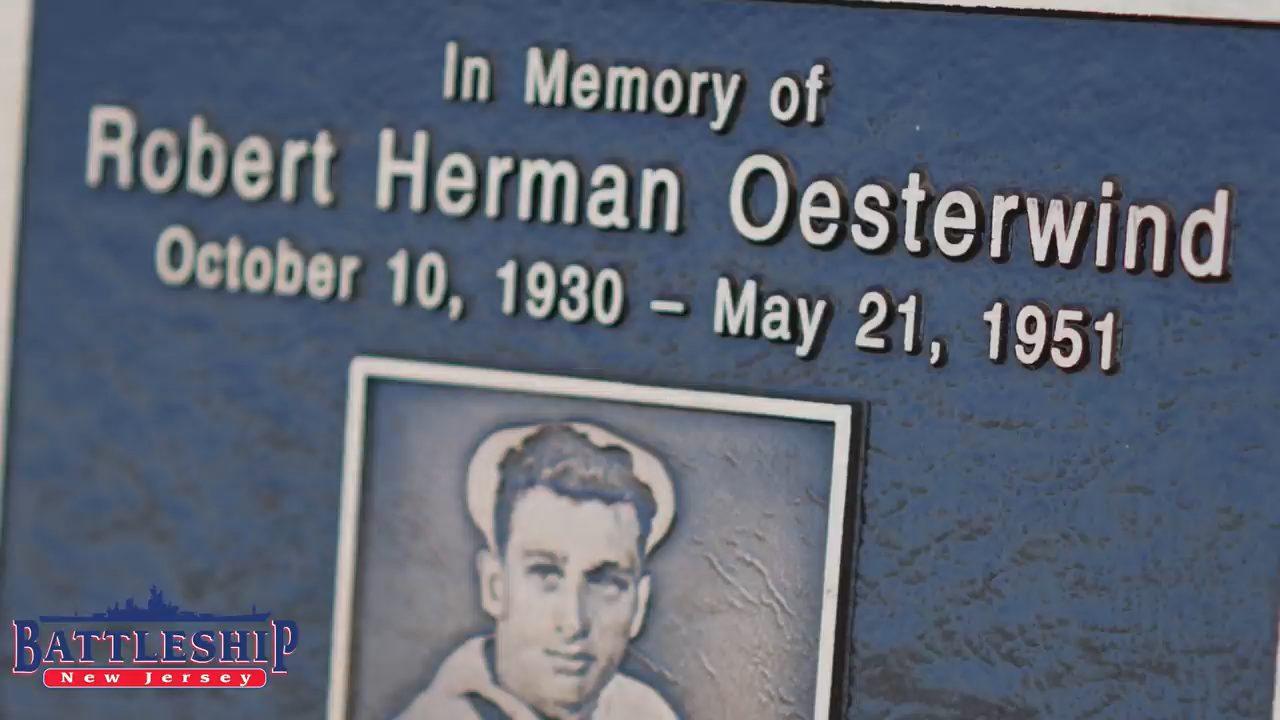 In Memory of
Robert Herman Oesterwind
October 10, 1930 – May 21, 1951
BATTLESHIP
New Jersey